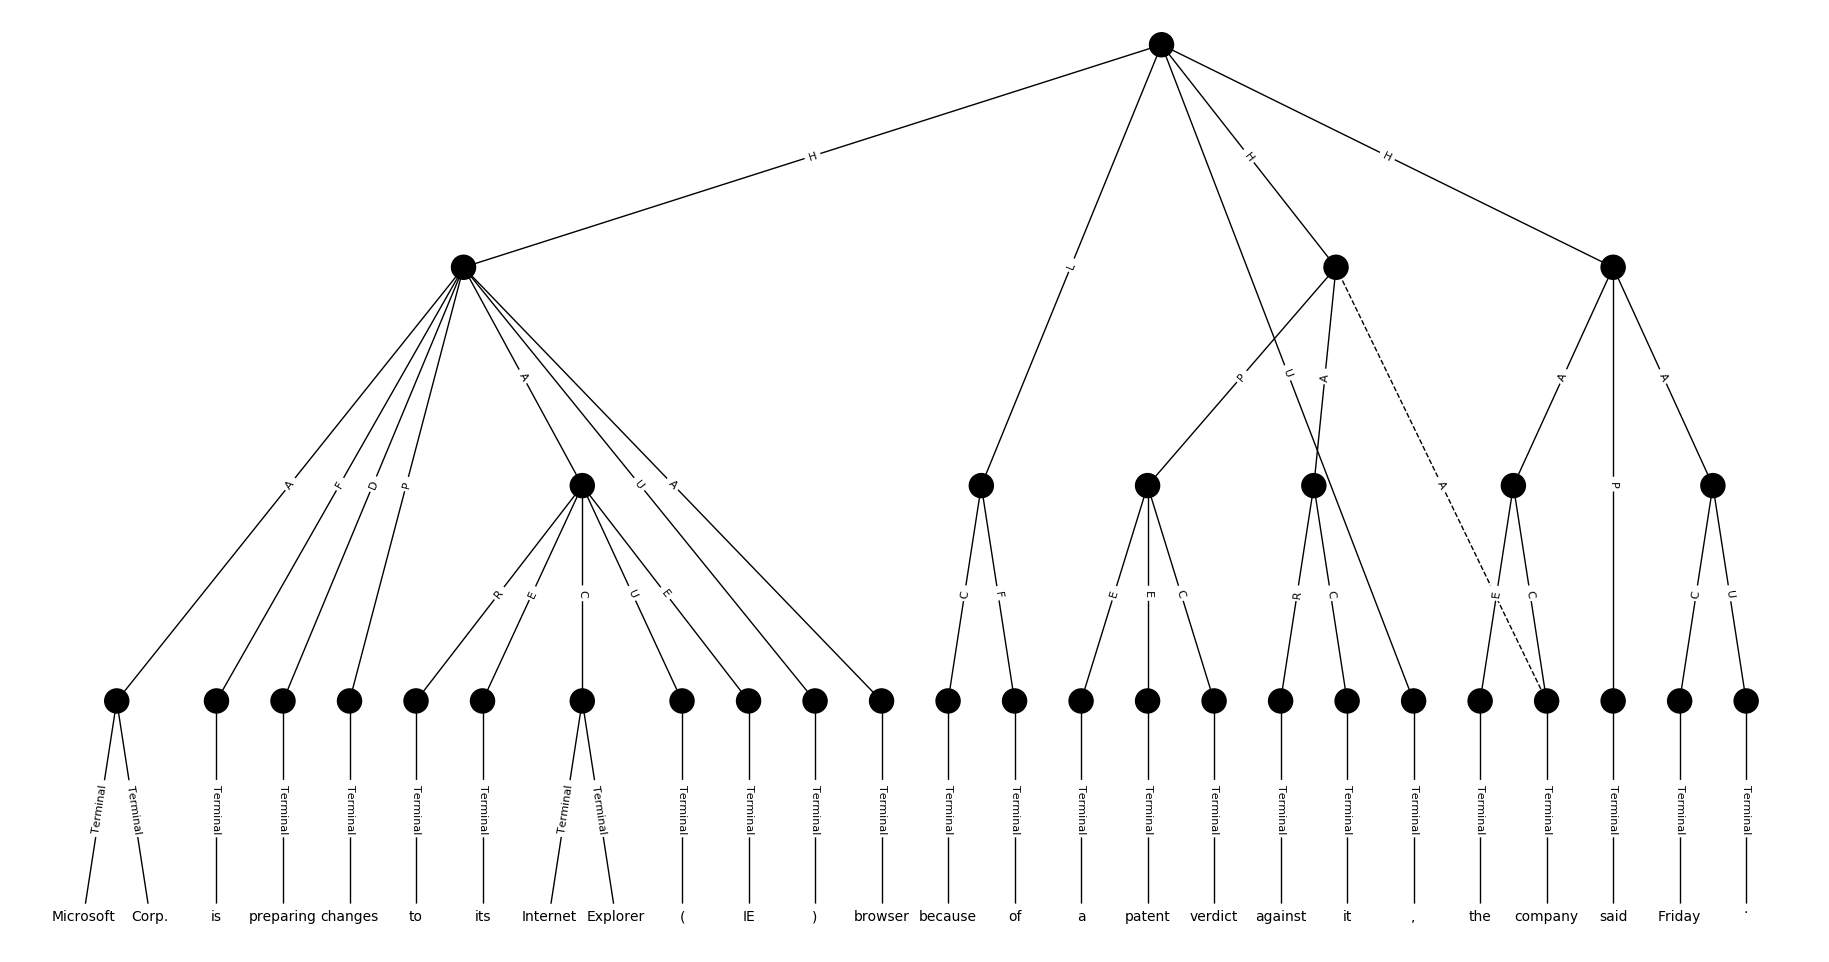 H
H
H
L
P
U
A
A
A
A
A
A
F
D
P
U
A
A
P
R
E
C
U
E
C
F
E
E
C
R
C
E
C
C
U
Terminal Terminal Terminal Terminal Terminal Terminal Terminal Terminal Terminal Terminal Terminal Terminal Terminal Terminal Terminal Terminal Terminal Terminal Terminal Terminal Terminal Terminal Terminal Terminal Terminal Terminal
Microsoft Corp. is preparing changes to its Internet Explorer ( IE ) browser because of a patent verdict against it , the company said Friday .